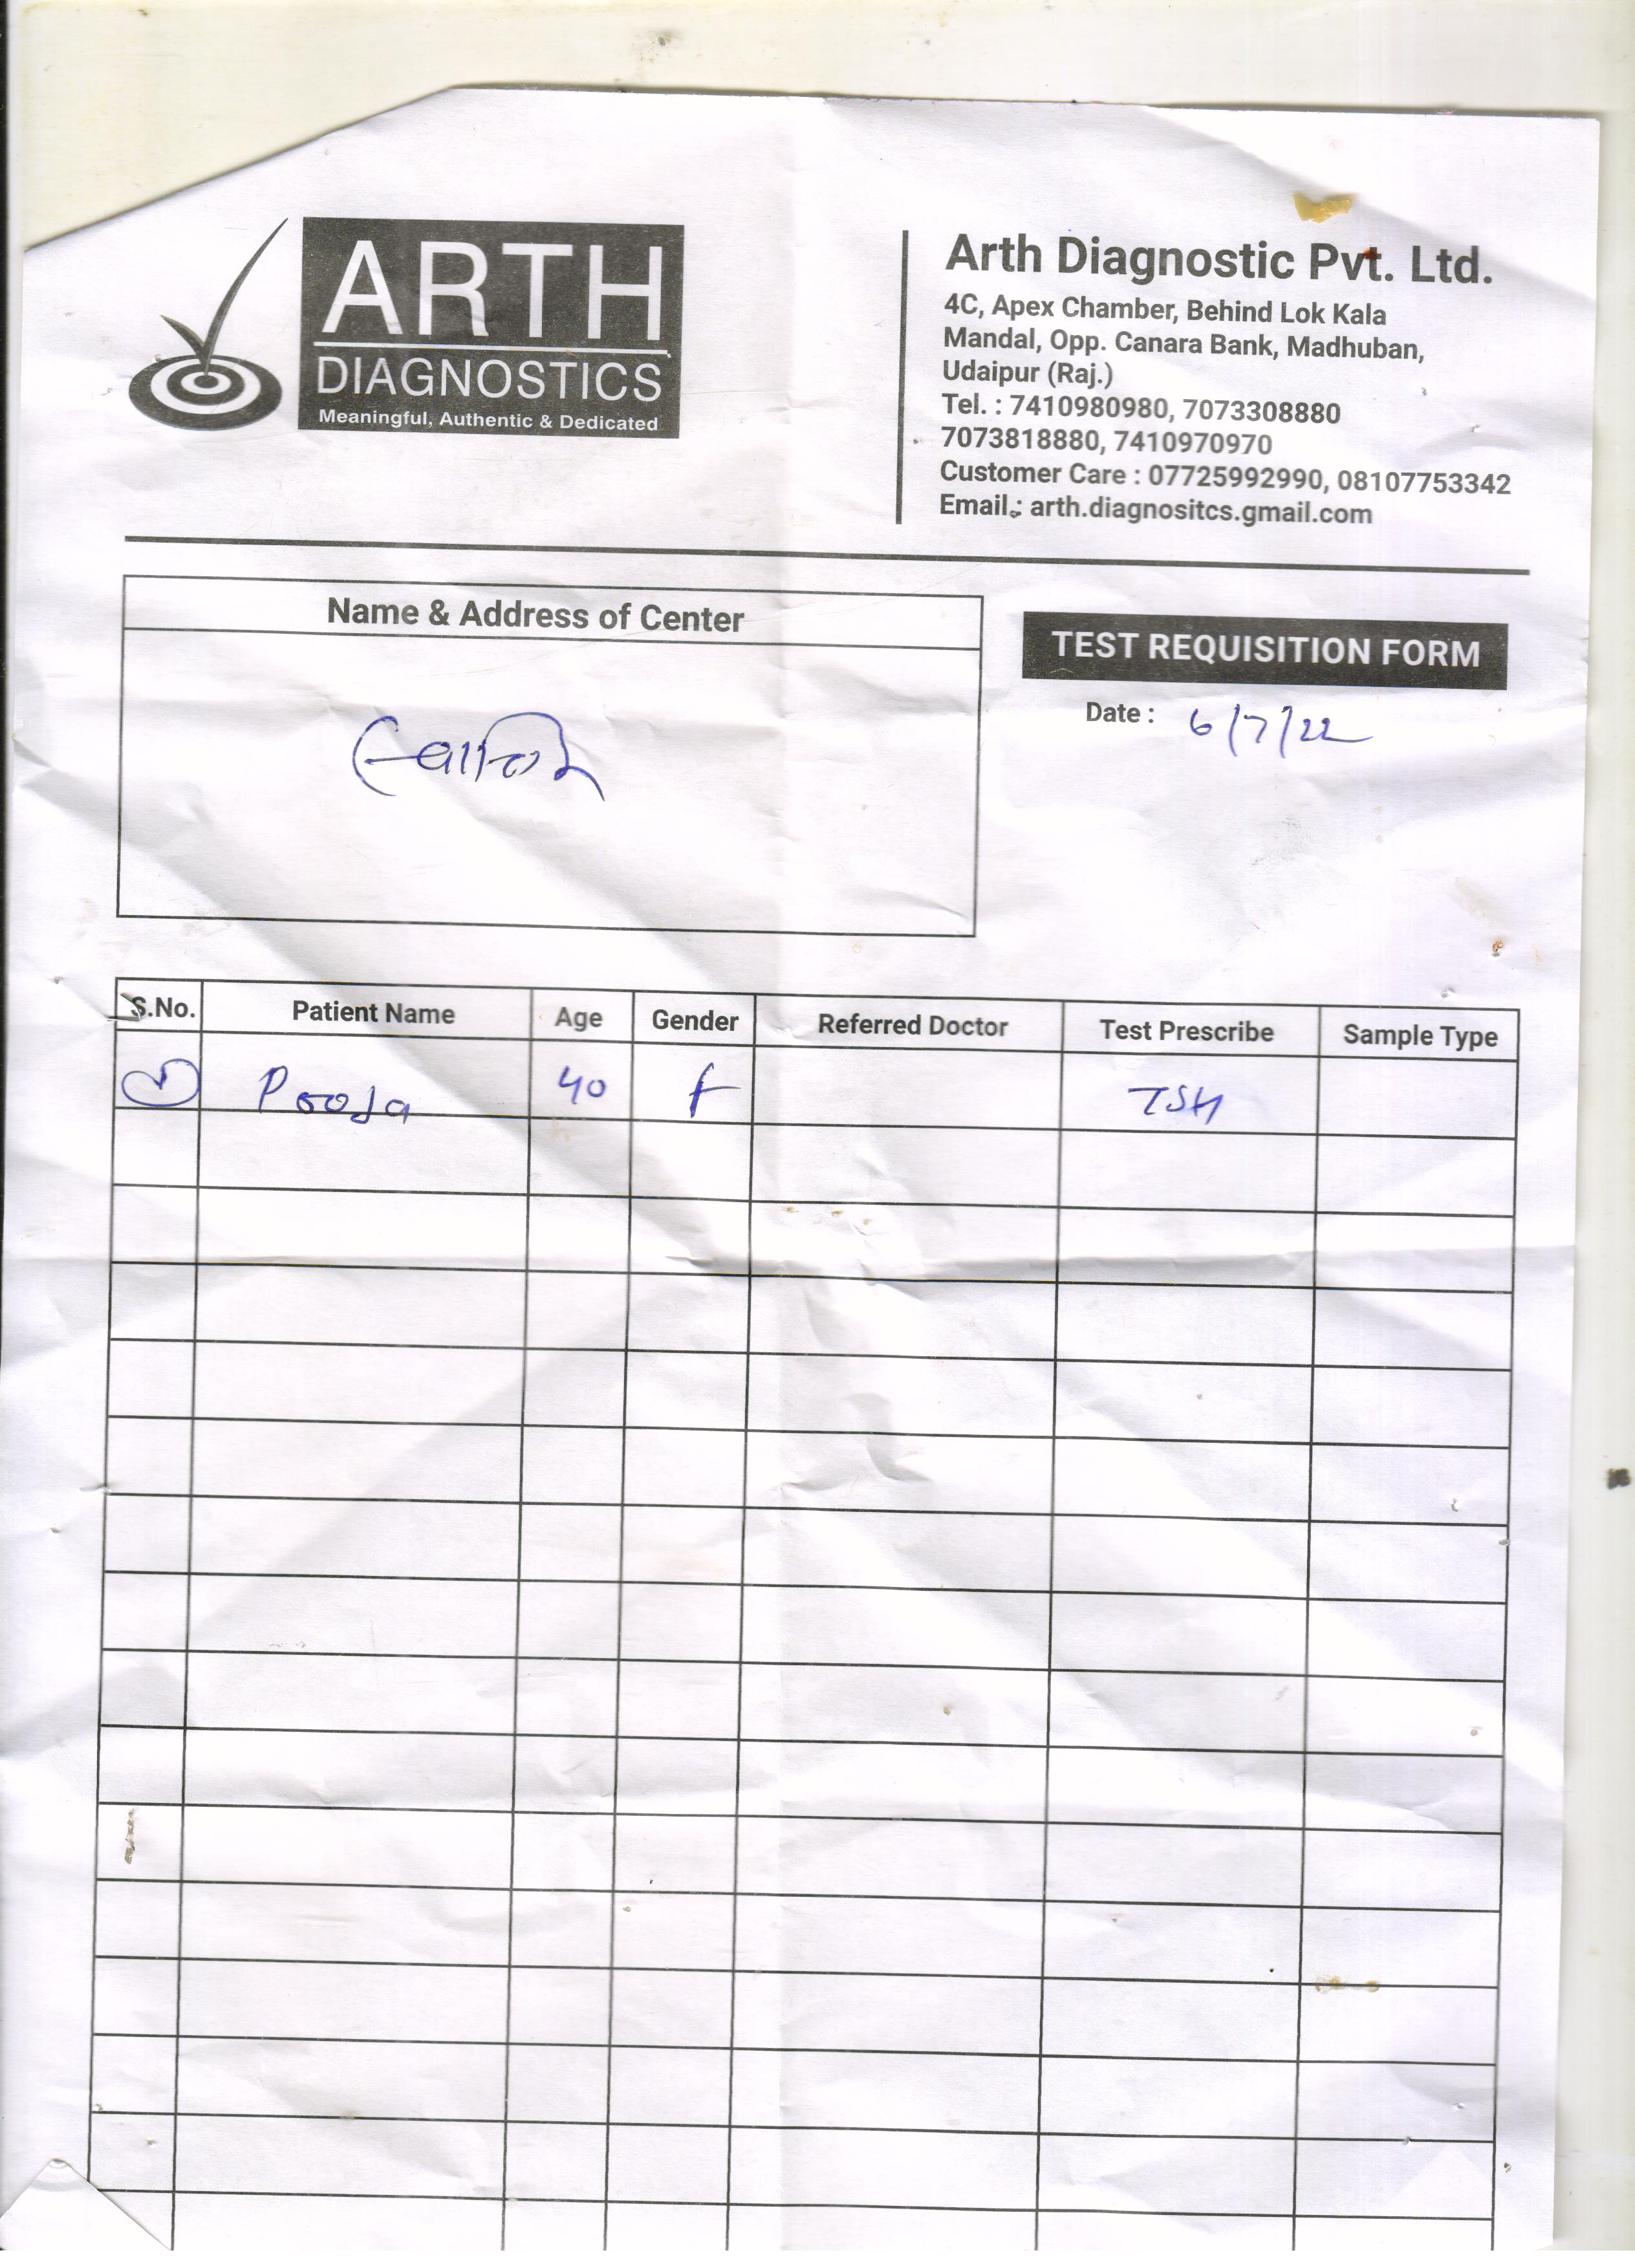 ARTH
DIAGNOSTICS
Meaningful, Authentic & Dedicated
Arth Diagnostic Pvt. Ltd.
4C, Apex Chamber, Behind Lok Kala
Mandal, Opp. Canara Bank, Madhuban,
Udaipur (Raj.)
Tel. : 7410980980, 7073308880
7073818880, 7410970970
Customer Care : 07725992990, 08107753342
Email : arth.diagnositcs.gmail.com
Name & Address of Center
TEST REQUISITION FORM
Date : 6/7/22
S.No. Patient Name Age Gender Referred Doctor Test Prescribe Sample Type
Pooja 40 f TSH